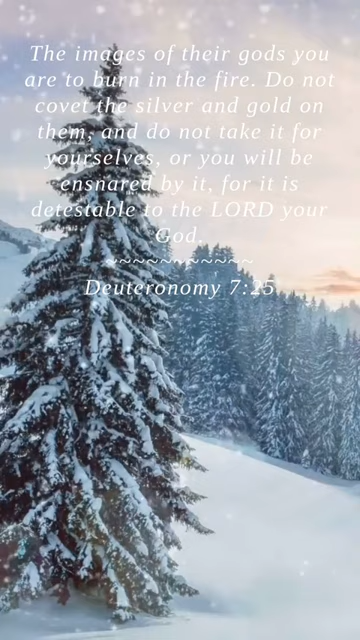 The images of their gods you
are to burn in the fire. Do not
covet the silver and gold on
them, and do not take it for
yourselves, or you will be
ensnared by it, for it is
detestable to the LORD your
God.
~~~~~~~~~~~
Deuteronomy 7:25